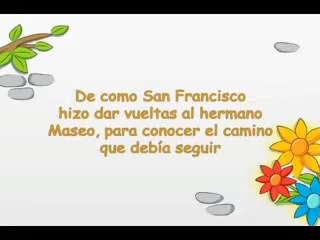 De como San Francisco
hizo dar vueltas al hermano
Maseo, para conocer el camino
que debía seguir